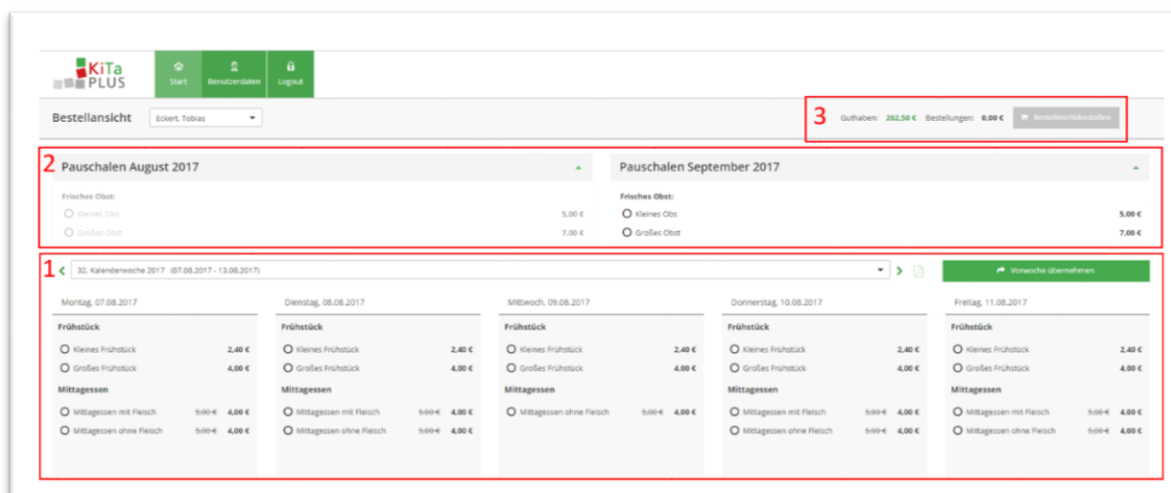 KiTa
PLUS
Start Benutzerdaten Logout
Bestellansicht Eckert, Tobias
3 Guthaben: 262,50 € Bestellungen: 0,00 € Bestellen/Abbestellen
2 Pauschalen August 2017 Pauschalen September 2017
Frisches Obst: Frisches Obst:
Kleines Obs 5,00 € Kleines Obs 5,00 €
Großes Obst 7,00 € Großes Obst 7,00 €
1 32. Kalenderwoche 2017 (07.08.2017 - 13.08.2017) Vorwoche übernehmen
Montag, 07.08.2017 Dienstag, 08.08.2017 Mittwoch, 09.08.2017 Donnerstag, 10.08.2017 Freitag, 11.08.2017
Frühstück Frühstück Frühstück Frühstück Frühstück
Kleines Frühstück 2,40 € Kleines Frühstück 2,40 € Kleines Frühstück 2,40 € Kleines Frühstück 2,40 € Kleines Frühstück 2,40 €
Großes Frühstück 4,00 € Großes Frühstück 4,00 € Großes Frühstück 4,00 € Großes Frühstück 4,00 € Großes Frühstück 4,00 €
Mittagessen Mittagessen Mittagessen Mittagessen Mittagessen
Mittagessen mit Fleisch 5,00 € 4,00 € Mittagessen mit Fleisch 5,00 € 4,00 € Mittagessen ohne Fleisch 5,00 € 4,00 € Mittagessen mit Fleisch 5,00 € 4,00 € Mittagessen mit Fleisch 5,00 € 4,00 €
Mittagessen ohne Fleisch 5,00 € 4,00 € Mittagessen ohne Fleisch 5,00 € 4,00 € Mittagessen ohne Fleisch 5,00 € 4,00 € Mittagessen ohne Fleisch 5,00 € 4,00 €